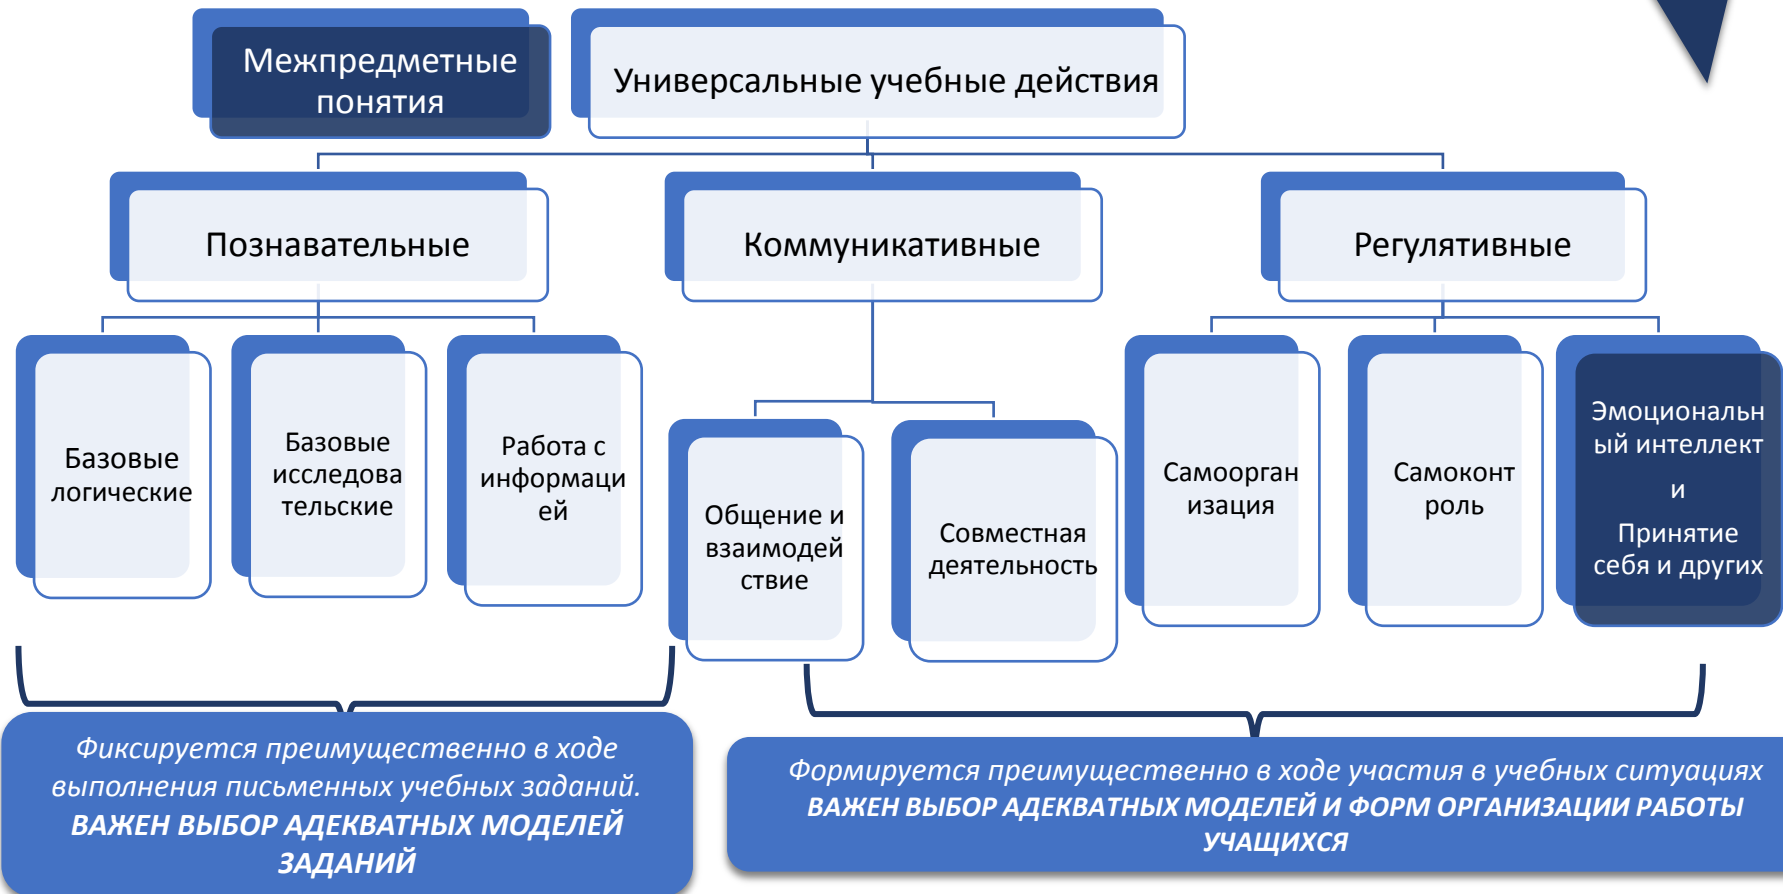 Межпредметные
понятия
Универсальные учебные действия
Познавательные
Коммуникативные
Регулятивные
Базовые
логические
Базовые
исследова
тельские
Работа с
информаци
ей
Общение и
взаимодей
ствие
Совместная
деятельность
Самоорган
изация
Самоконт
роль
Эмоциональн
ый интеллект
и
Принятие
себя и других
Фиксируется преимущественно в ходе
выполнения письменных учебных заданий.
ВАЖЕН ВЫБОР АДЕКВАТНЫХ МОДЕЛЕЙ
ЗАДАНИЙ
Формируется преимущественно в ходе участия в учебных ситуациях
ВАЖЕН ВЫБОР АДЕКВАТНЫХ МОДЕЛЕЙ И ФОРМ ОРГАНИЗАЦИИ РАБОТЫ
УЧАЩИХСЯ